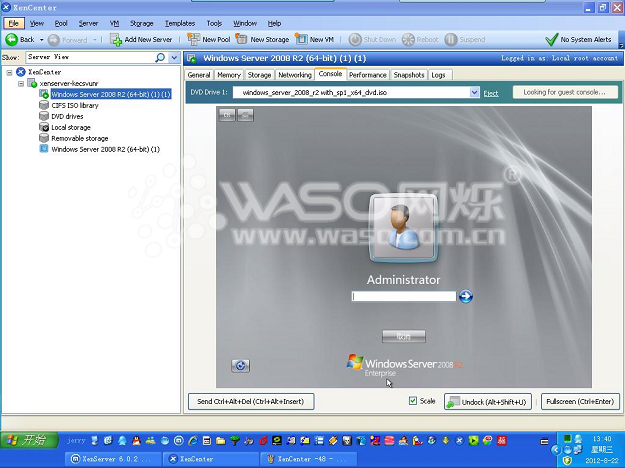 XenCenter
File View Pool Server VM Storage Templates Tools Window Help
Back Forward Add New Server New Pool New Storage New VM Shut Down Reboot Suspend No System Alerts
Show: Server View
Windows Server 2008 R2 (64-bit) (1) (1) Logged in as: Local root account
General Memory Storage Networking Console Performance Snapshots Logs
DVD Drive 1: windows_server_2008_r2 with_sp1_x64_dvd.iso Eject Looking for guest console...
XenCenter
xenserver-kecsvunr
Windows Server 2008 R2 (64-bit) (1) (1)
CIFS ISO library
DVD drives
Local storage
Removable storage
Windows Server 2008 R2 (64-bit) (1)
WASO网烁®
www.waso.com.cn
Administrator
取消
Windows Server 2008 R2
Enterprise
Send Ctrl+Alt+Del (Ctrl+Alt+Insert) Scale Undock (Alt+Shift+U) Fullscreen (Ctrl+Enter)
开始 jerry
13:40
星期三
2012-8-22
XenServer 6.0.2 ... XenCenter XenCenter -48 - ...